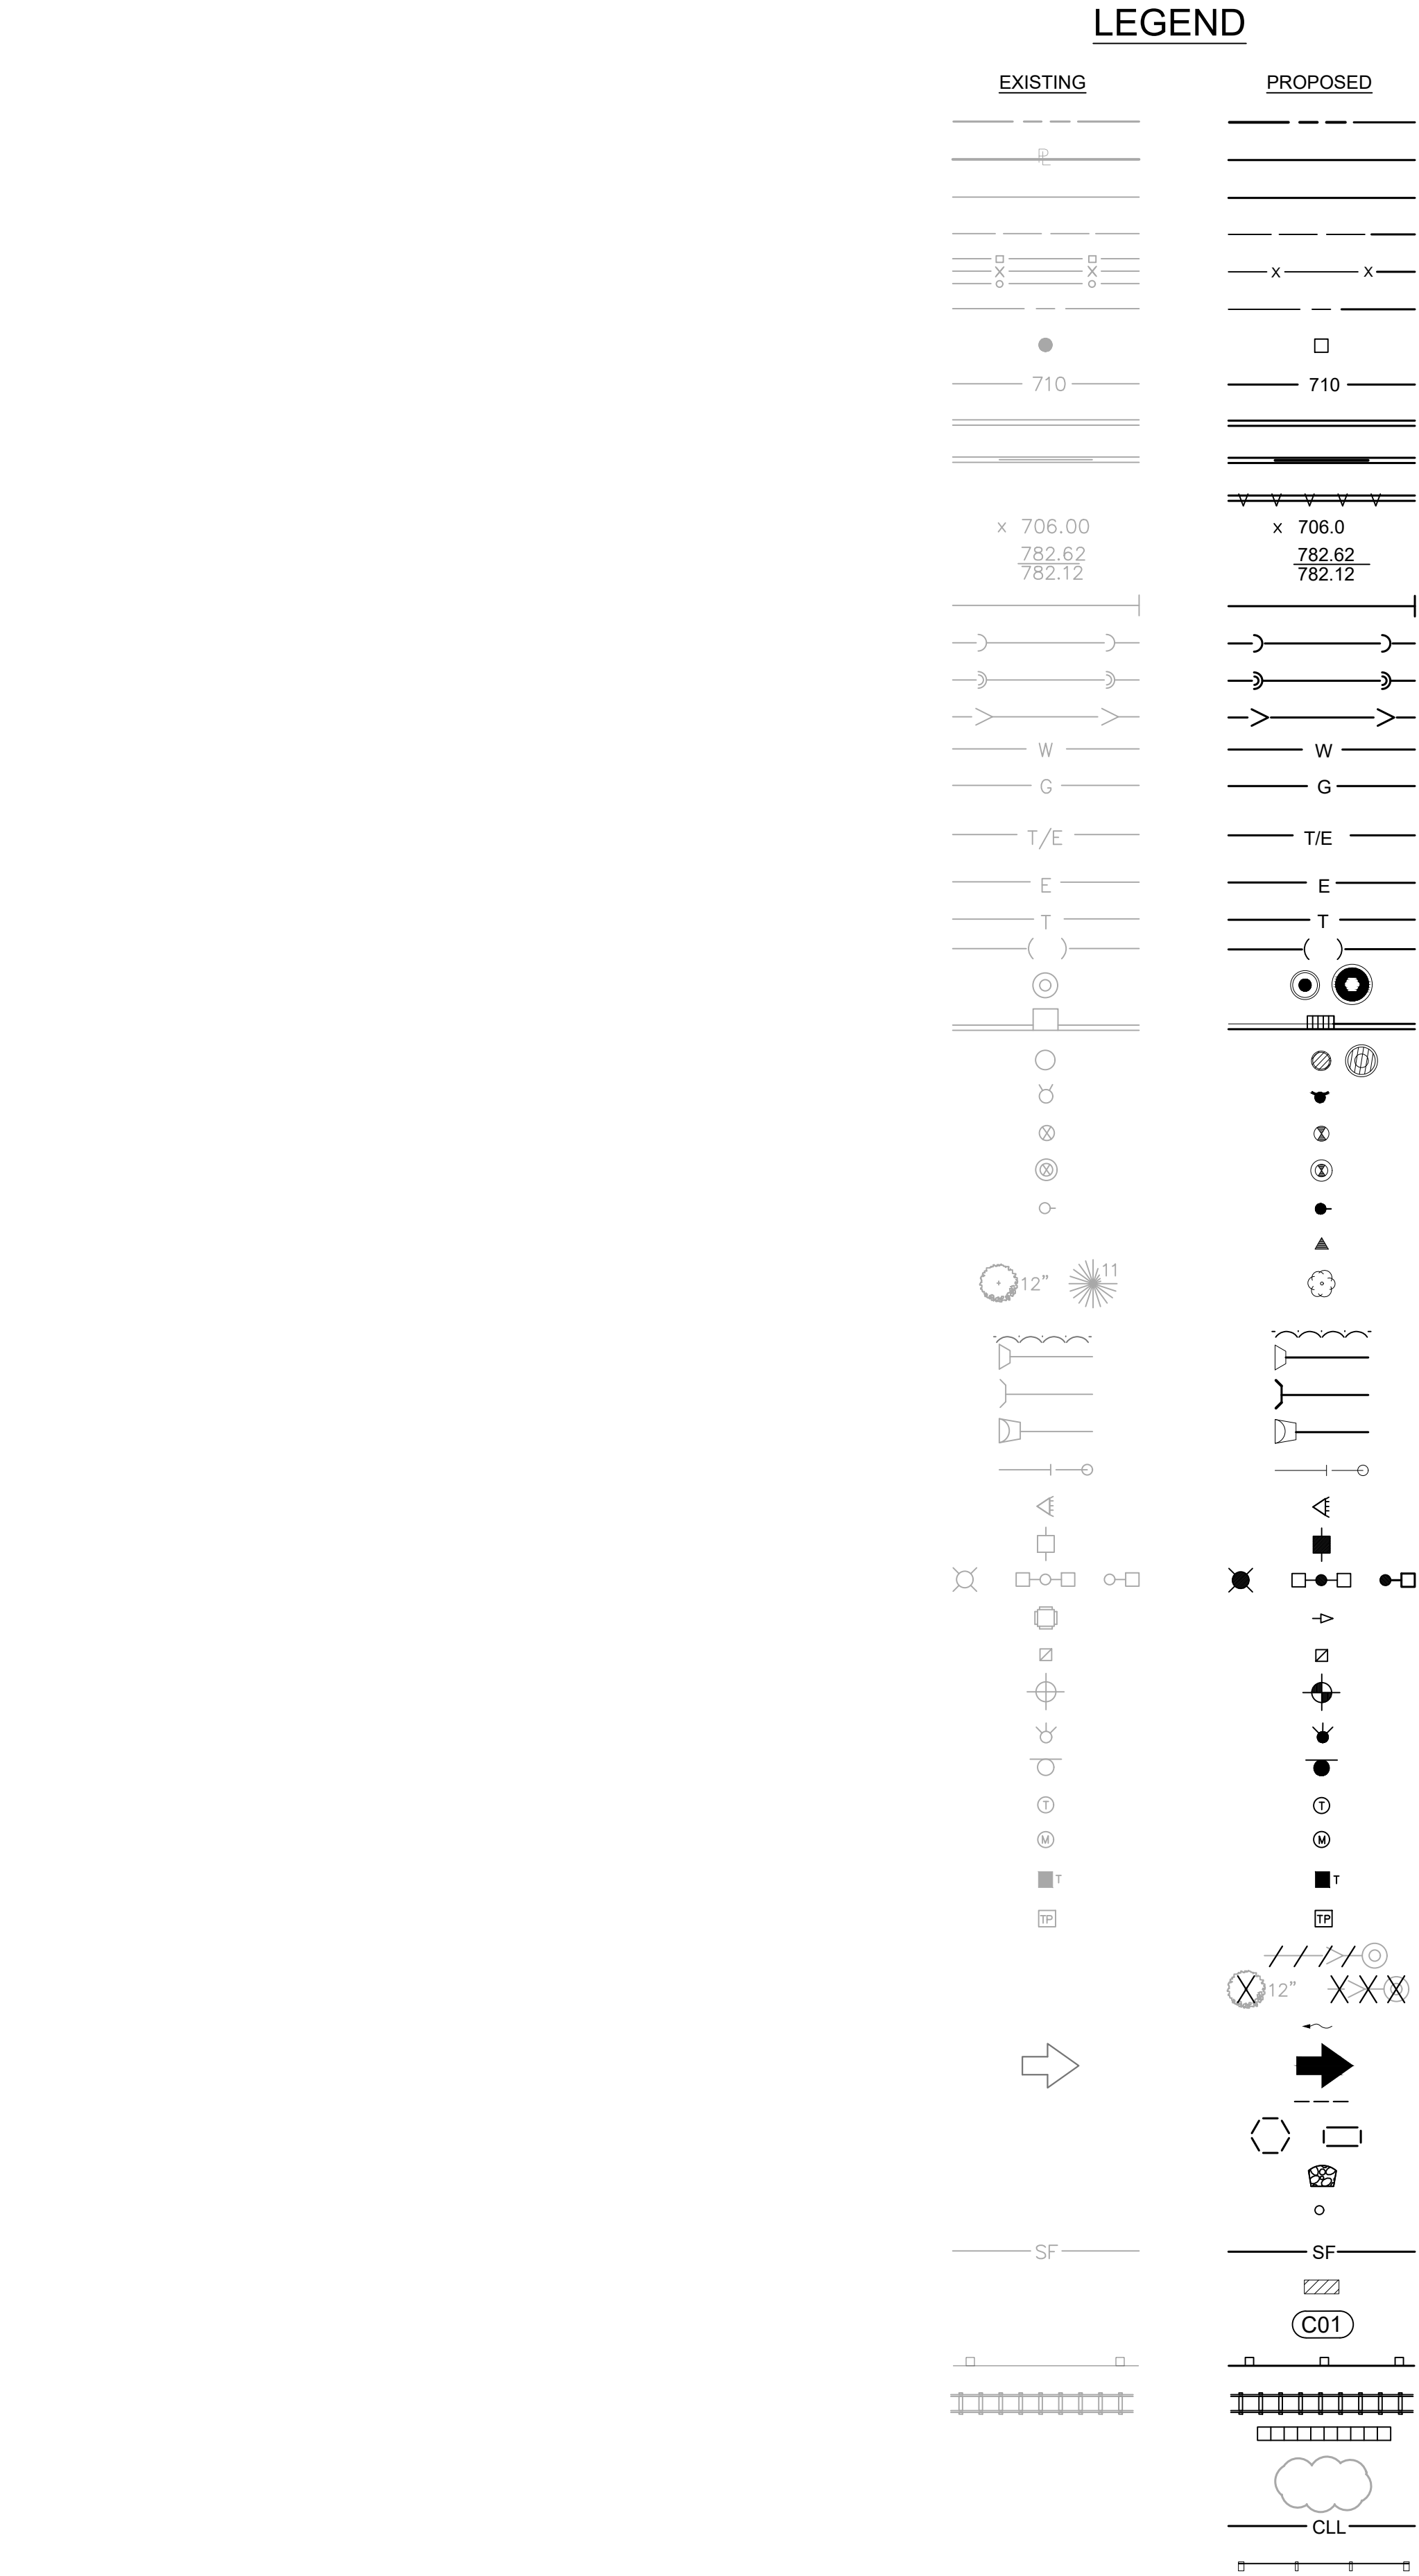 LEGEND
EXISTING PROPOSED
PL
X X X X
710 710
x 706.00 x 706.0
782.62 782.62
782.12 782.12
W W
G G
T/E T/E
E E
T T
12" 11
T T
M M
T T
TP TP
12"
SF SF
C01
CLL